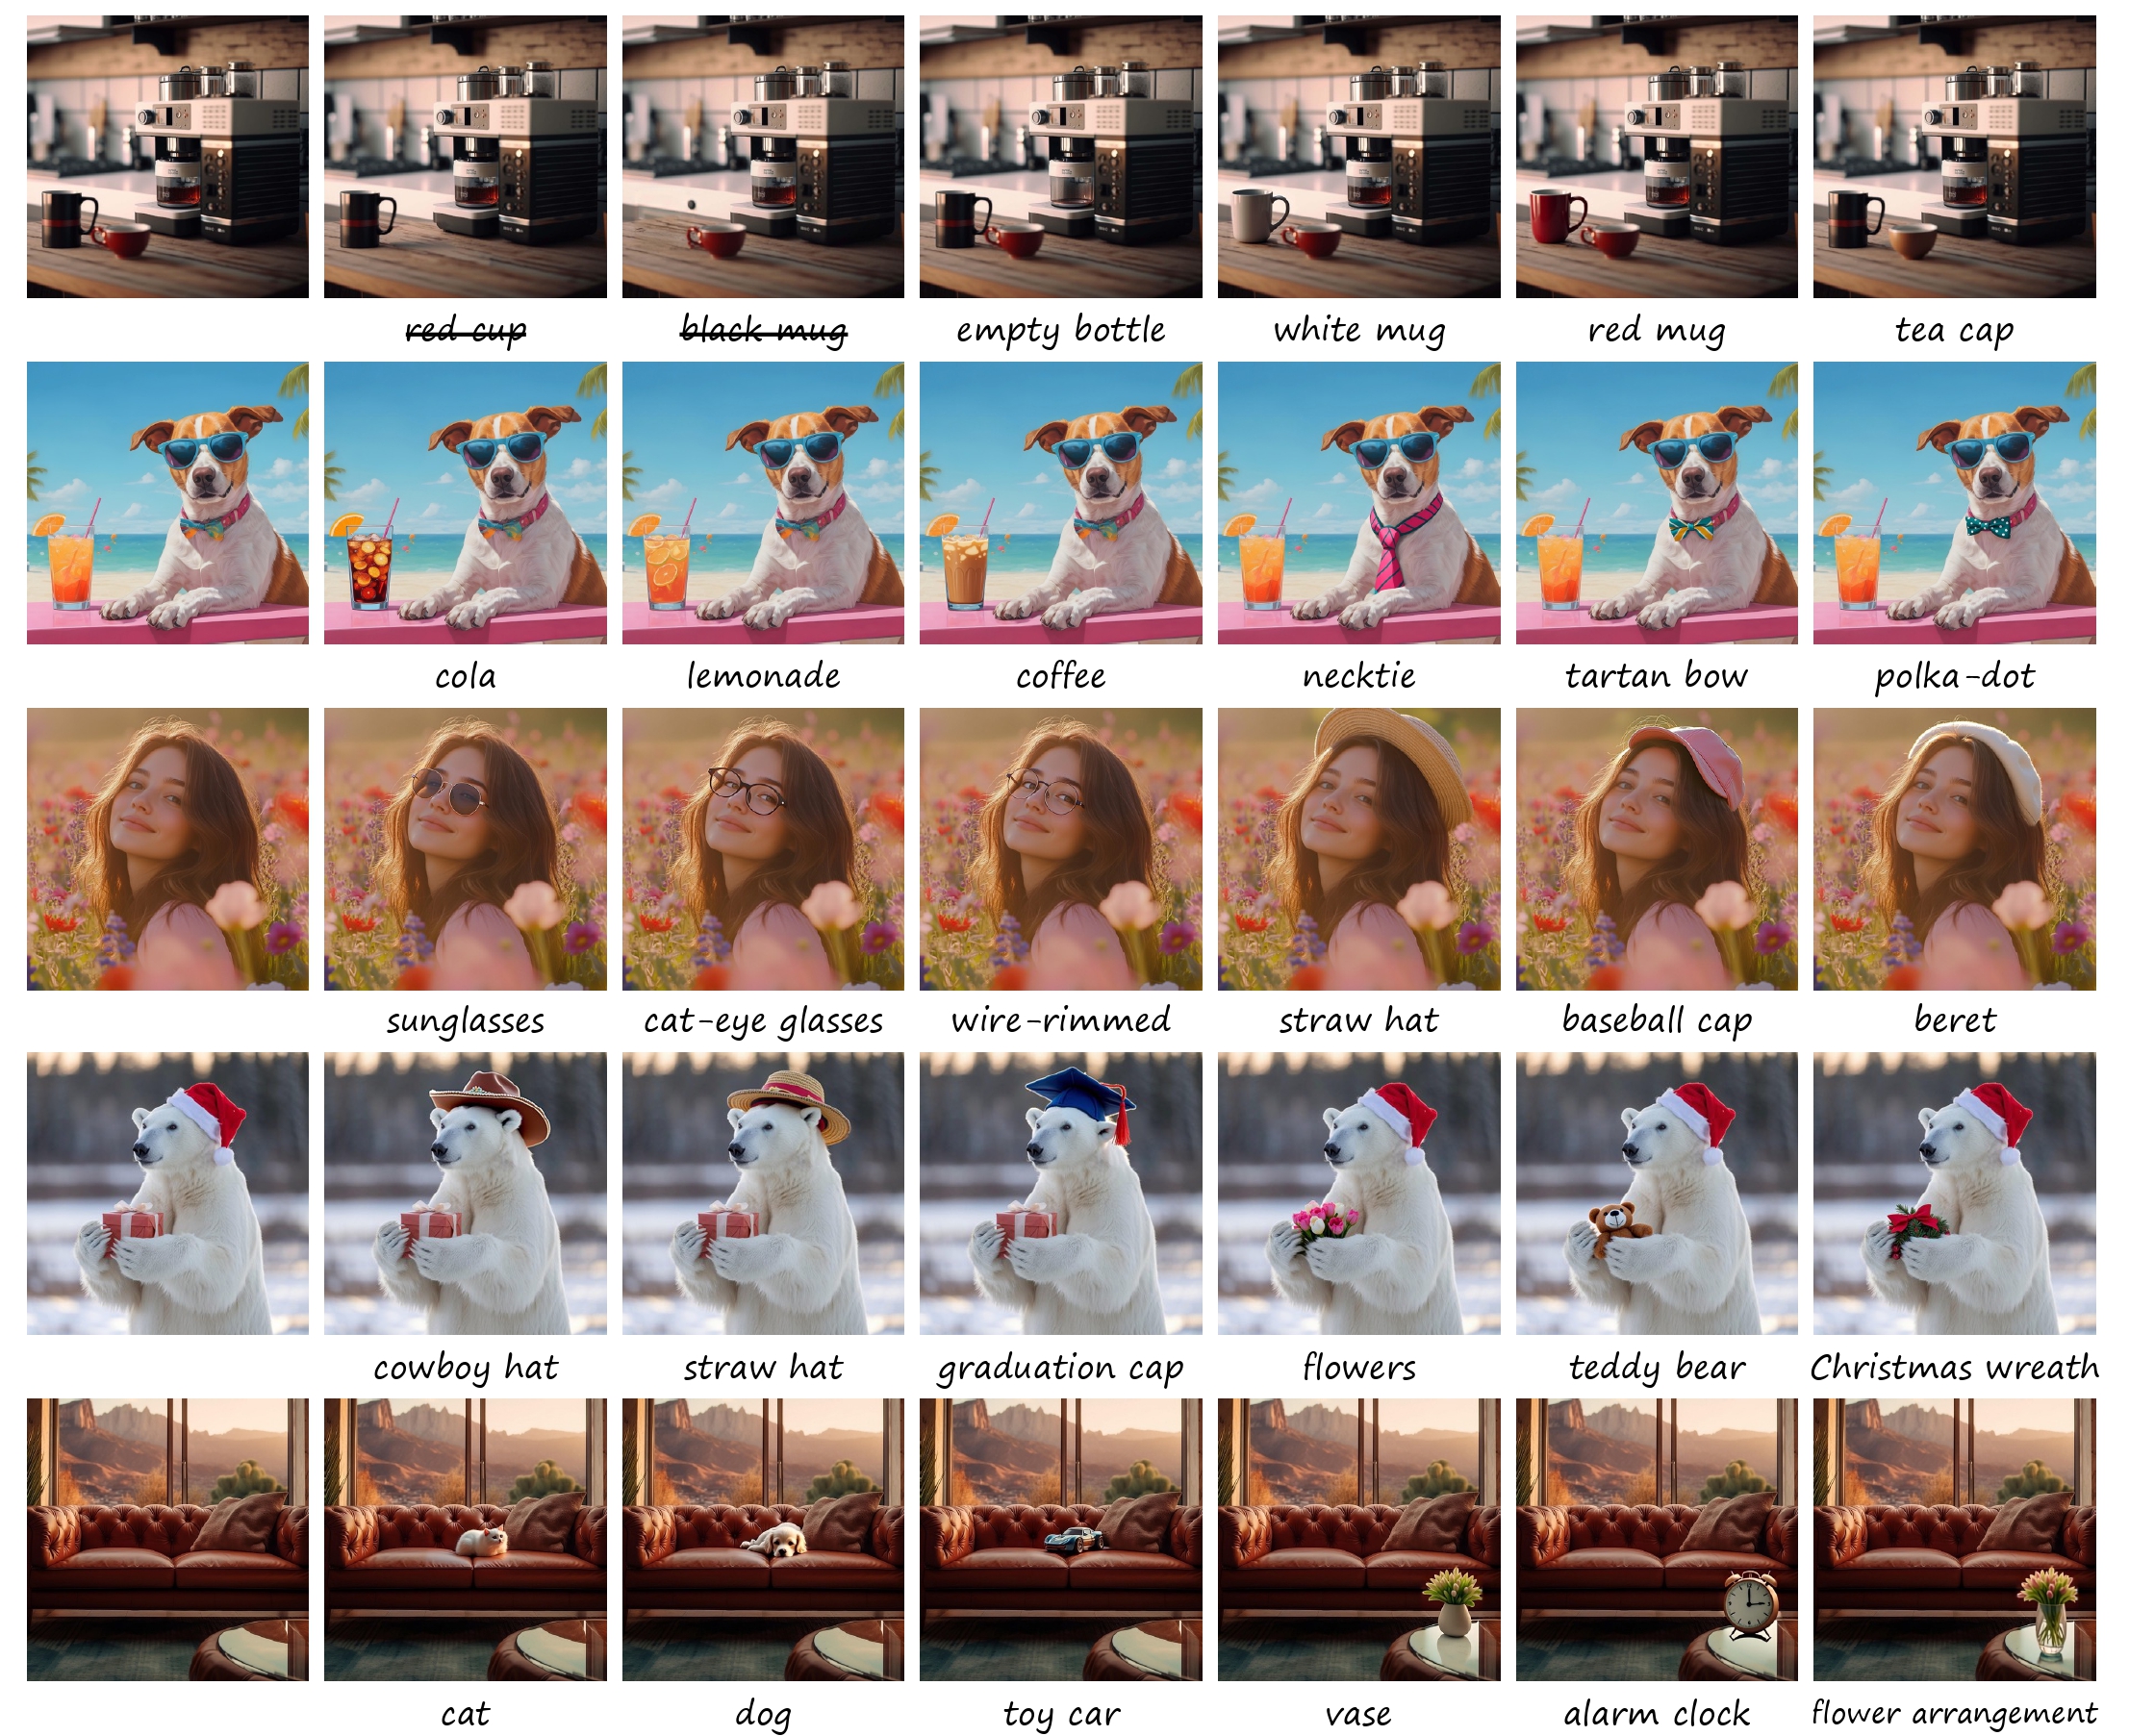 red cup black mug empty bottle white mug red mug tea cap
cola lemonade coffee necktie tartan bow polka-dot
sunglasses cat-eye glasses wire-rimmed straw hat baseball cap beret
cowboy hat straw hat graduation cap flowers teddy bear Christmas wreath
cat dog toy car vase alarm clock flower arrangement